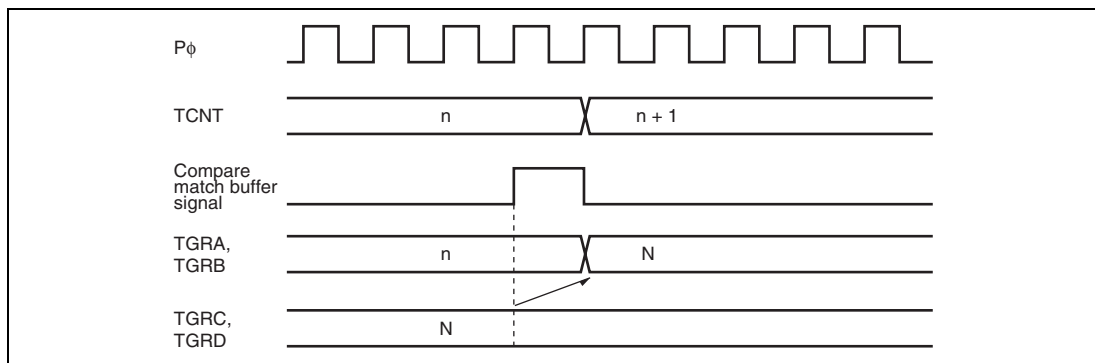 Pϕ
TCNT
n
n + 1
Compare
match buffer
signal
TGRA,
TGRB
n
N
TGRC,
TGRD
N